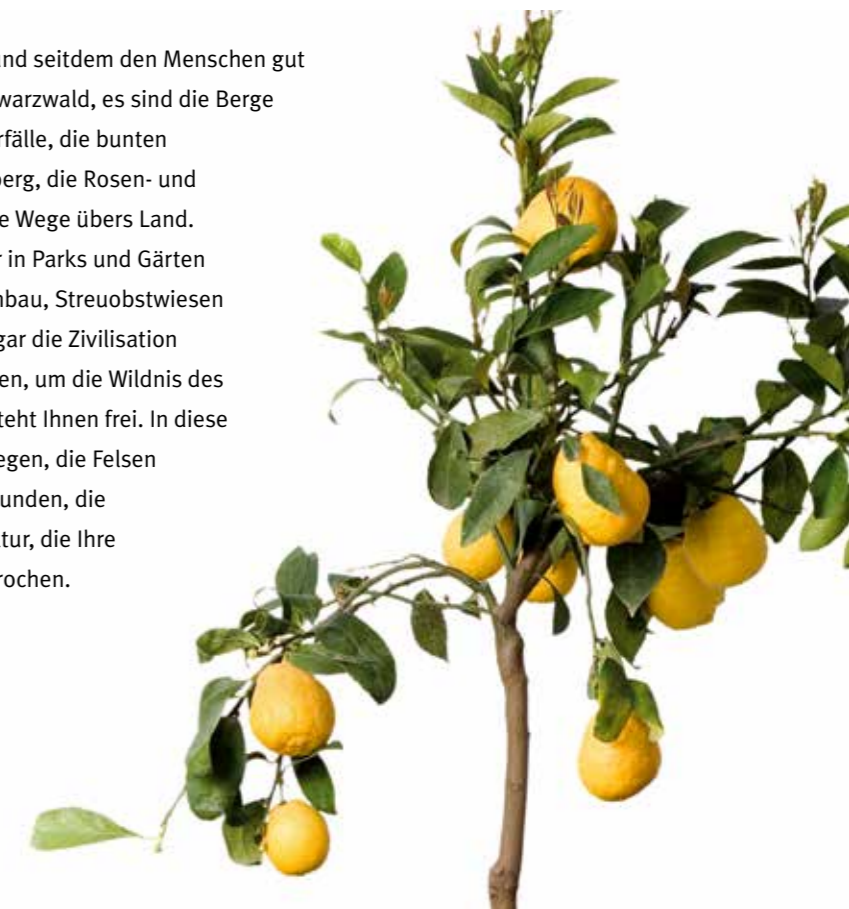 und seitdem den Menschen gut
warzwald, es sind die Berge
rfälle, die bunten
berg, die Rosen- und
e Wege übers Land.
r in Parks und Gärten
nbau, Streuobstwiesen
gar die Zivilisation
en, um die Wildnis des
teht Ihnen frei. In diese
egen, die Felsen
unden, die
tur, die Ihre
rochen.